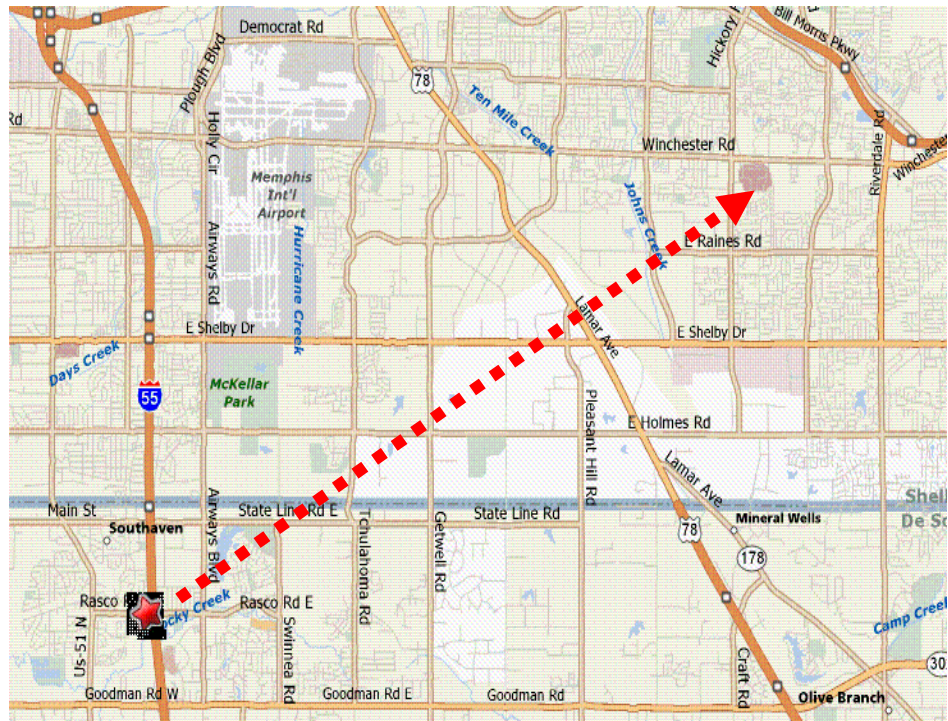 Democrat Rd
Plough Blvd
78
Hickory
Bill Morris Pkwy
Ten Mile Creek
Rd
Holly Cir
Winchester Rd
Riverdale Rd
Winchester
Memphis
Int'l
Airport
Airways Rd
Hurricane Creek
Johns Creek
E Raines Rd
E Shelby Dr
Lamar Ave
E Shelby Dr
Days Creek
McKellar
Park
55
Pleasant Hill Rd
E Holmes Rd
Lamar Ave
Main St
Airways Blvd
State Line Rd E
Tchulahoma Rd
Getwell Rd
State Line Rd
Southaven
78
Mineral Wells
178
Shel
De So
Rasco
cky Creek
Rasco Rd E
Us-51 N
Swinnea Rd
Camp Creek
Craft Rd
30
Goodman Rd W
Goodman Rd E
Goodman Rd
Olive Branch